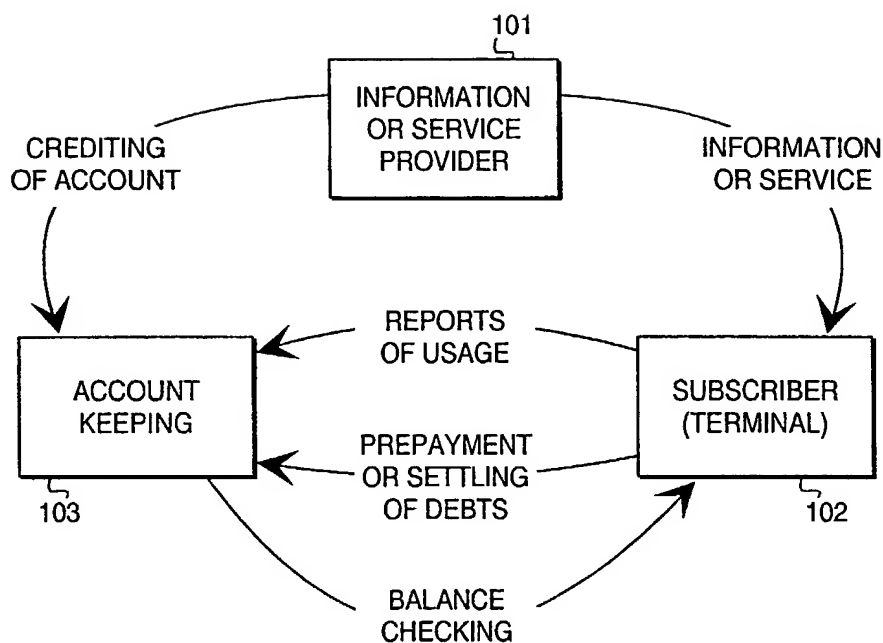 101
INFORMATION
OR SERVICE
PROVIDER
CREDITING
OF ACCOUNT
INFORMATION
OR SERVICE
REPORTS
OF USAGE
ACCOUNT
KEEPING
SUBSCRIBER
(TERMINAL)
PREPAYMENT
OR SETTLING
OF DEBTS
103
102
BALANCE
CHECKING